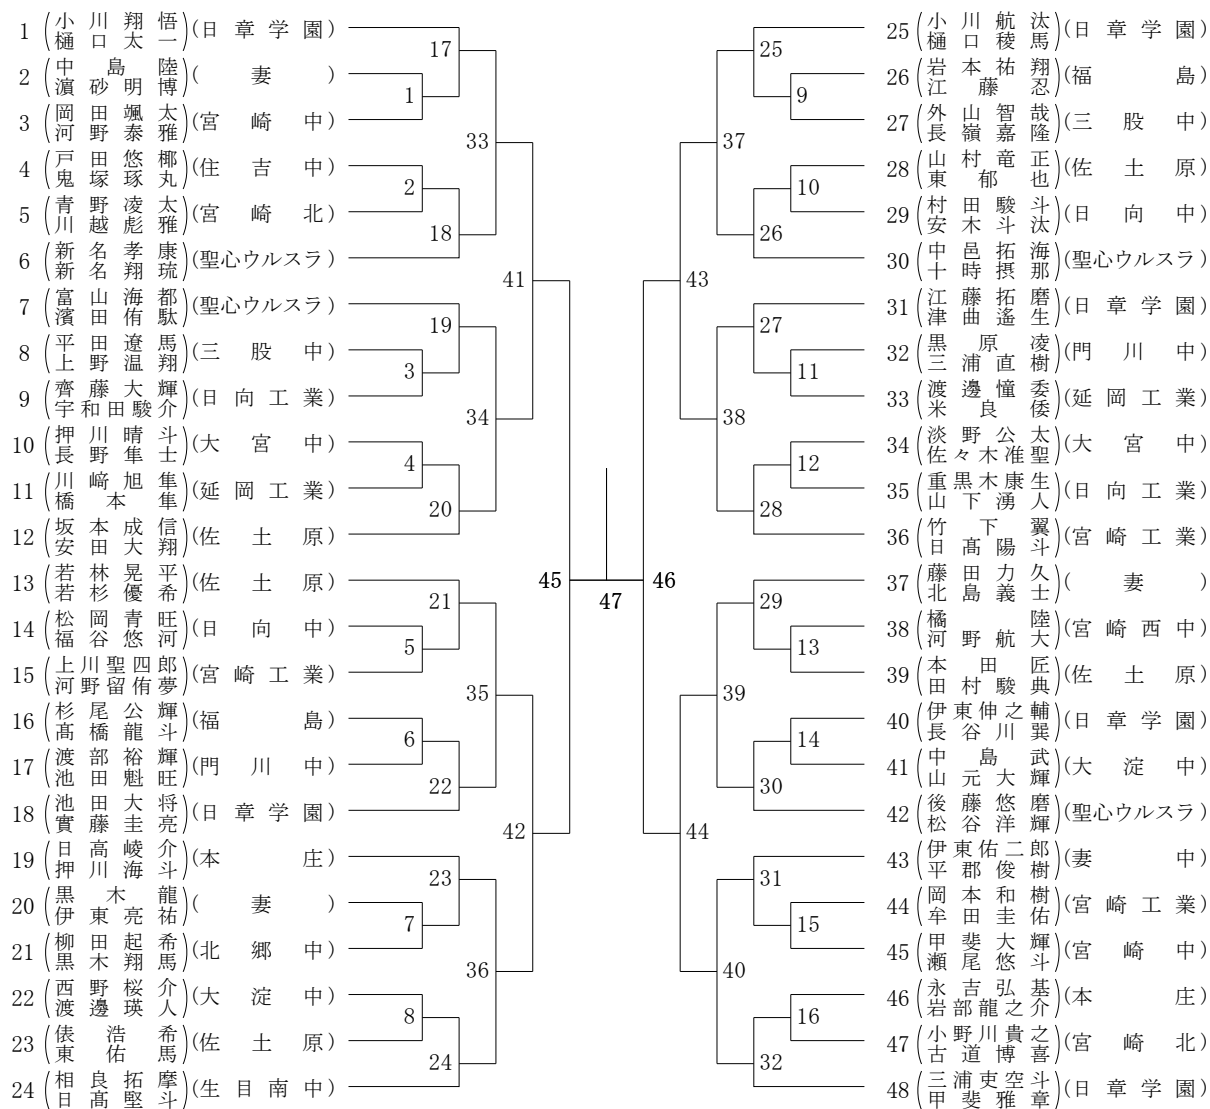 1 (小川翔悟 樋口太一)(日章学園)
2 (中島陸 濵砂明博)(妻)
3 (岡田颯太 河野泰雅)(宮崎中)
4 (戸田悠椰 鬼塚琢丸)(住吉中)
5 (青野凌太 川越彪雅)(宮崎北)
6 (新名孝康 新名翔琉)(聖心ウルスラ)
7 (富山海都 濱田侑駄)(聖心ウルスラ)
8 (平田遼馬 上野温翔)(三股中)
9 (齊藤大輝 宇和田駿介)(日向工業)
10 (押川晴斗 長野隼士)(大宮中)
11 (川﨑旭隼 橋本隼)(延岡工業)
12 (坂本成信 安田大翔)(佐土原)
13 (若林晃平 若杉優希)(佐土原)
14 (松岡青旺 福谷悠河)(日向中)
15 (上川聖四郎 河野留侑夢)(宮崎工業)
16 (杉尾公輝 髙橋龍斗)(福島)
17 (渡部裕輝 池田魁旺)(門川中)
18 (池田大将 實藤圭亮)(日章学園)
19 (日高崚介 押川海斗)(本庄)
20 (黒木龍 伊東亮祐)(妻)
21 (柳田起希 黒木翔馬)(北郷中)
22 (西野桜介 渡邊瑛人)(大淀中)
23 (俵浩希 東佑馬)(佐土原)
24 (相良拓摩 日髙堅斗)(生目南中)
17
1
33
2
18
41
19
3
34
4
20
45
21
5
35
6
22
42
23
7
36
8
24
47
46
25
9
37
10
26
43
27
11
38
12
28
29
13
39
14
30
44
31
15
40
16
32
25 (小川航汰 樋口稜馬)(日章学園)
26 (岩本祐翔 江藤忍)(福島)
27 (外山智哉 長嶺嘉隆)(三股中)
28 (山村竜正 東郁也)(佐土原)
29 (村田駿斗 安木斗汰)(日向中)
30 (中邑拓海 十時摂那)(聖心ウルスラ)
31 (江藤拓磨 津曲遙生)(日章学園)
32 (黒原凌 三浦直樹)(門川中)
33 (渡邊憧委 米良倭)(延岡工業)
34 (淡野公太 佐々木准聖)(大宮中)
35 (重黒木康生 山下湧人)(日向工業)
36 (竹下翼 日髙陽斗)(宮崎工業)
37 (藤田力久 北島義士)(妻)
38 (橘陸 河野航大)(宮崎西中)
39 (本田匠 田村駿典)(佐土原)
40 (伊東伸之輔 長谷川巽)(日章学園)
41 (中島武 山元大輝)(大淀中)
42 (後藤悠磨 松谷洋輝)(聖心ウルスラ)
43 (伊東佑二郎 平郡俊樹)(妻中)
44 (岡本和樹 牟田圭佑)(宮崎工業)
45 (甲斐大輝 瀬尾悠斗)(宮崎中)
46 (永吉弘基 岩部龍之介)(本庄)
47 (小野川貴之 古道博喜)(宮崎北)
48 (三浦吏空斗 甲斐雅章)(日章学園)